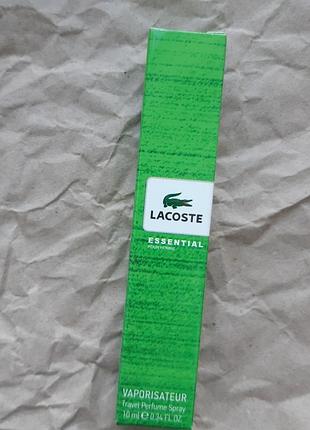 LACOSTE
ESSENTIAL
POUR HOMME
VAPORISATEUR
Travel Perfume Spray
10 ml ℮ 0.34 FL.OZ.